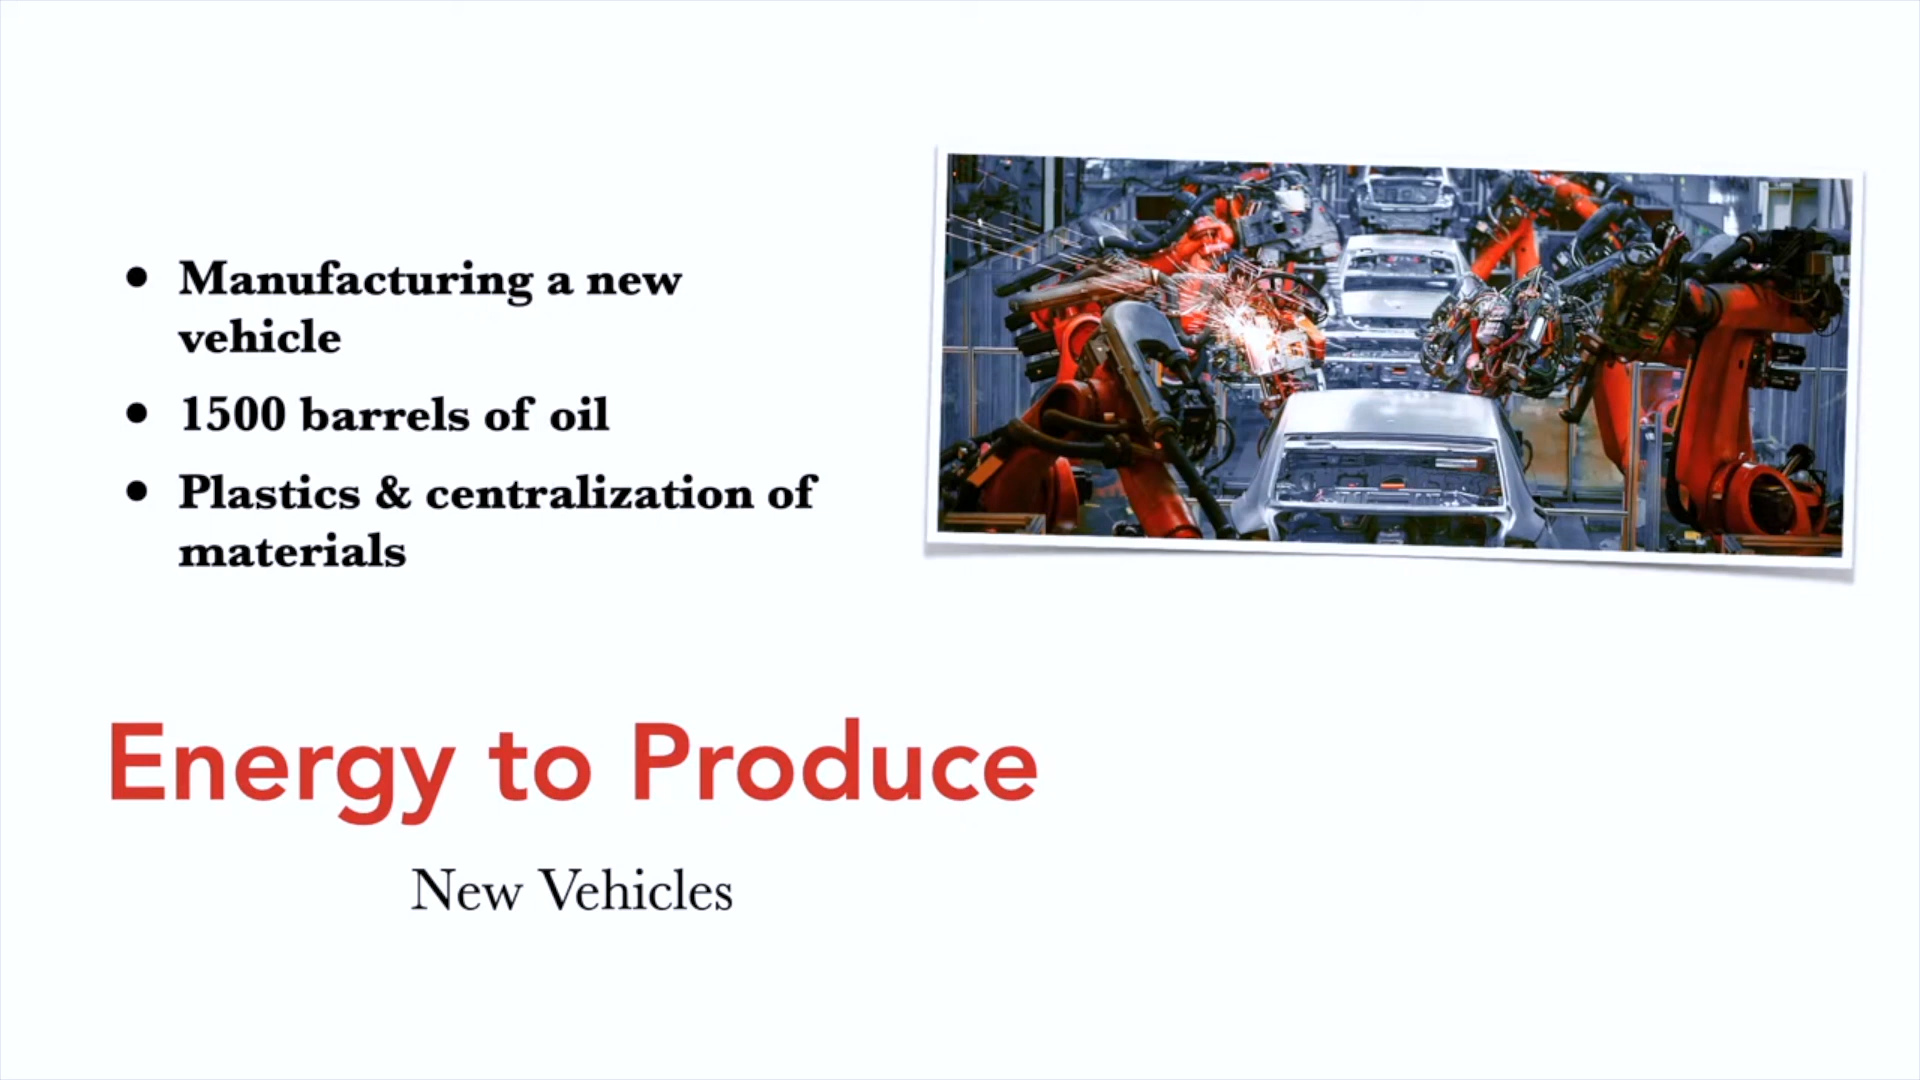 • Manufacturing a new
vehicle
• 1500 barrels of oil
• Plastics & centralization of
materials
Energy to Produce
New Vehicles